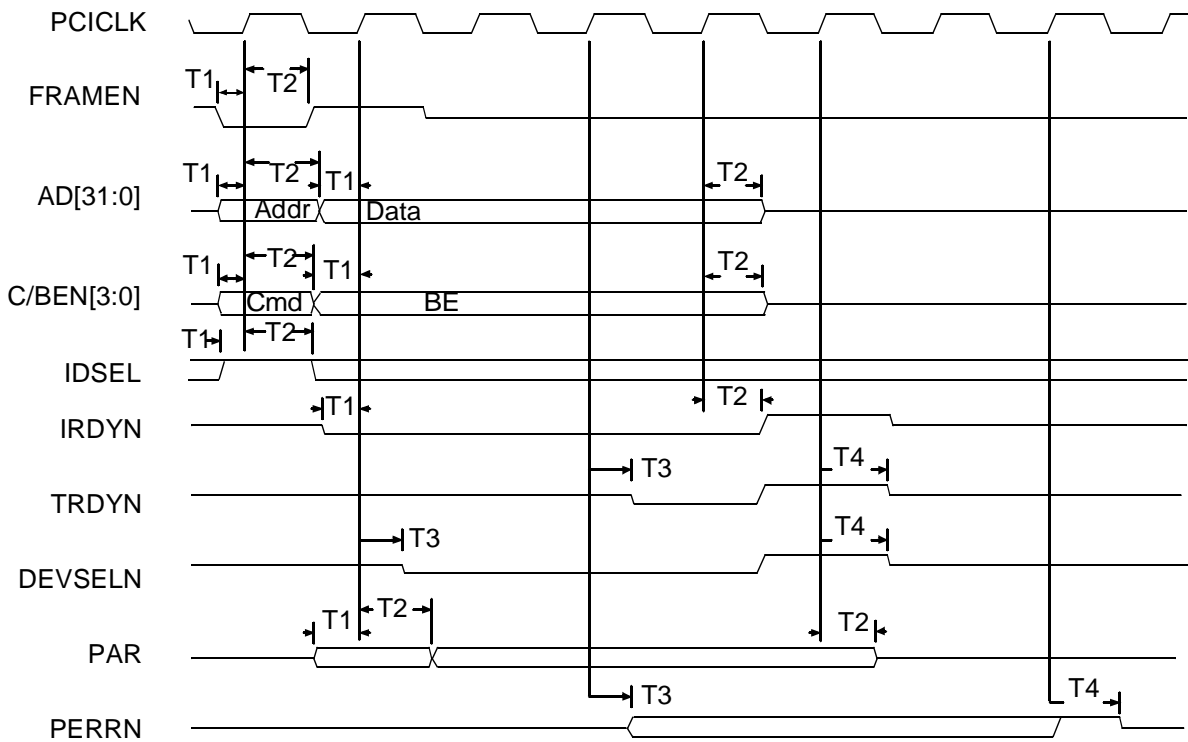 PCICLK
T1 T2
FRAMEN
T1 T2 T1 T2
AD[31:0]
Addr Data
T1 T2 T1 T2
C/BEN[3:0]
Cmd BE
T1 T2
IDSEL
T1 T2
IRDYN
T3 T4
TRDYN
T3 T4
DEVSELN
T1 T2 T2
PAR
T3 T4
PERRN